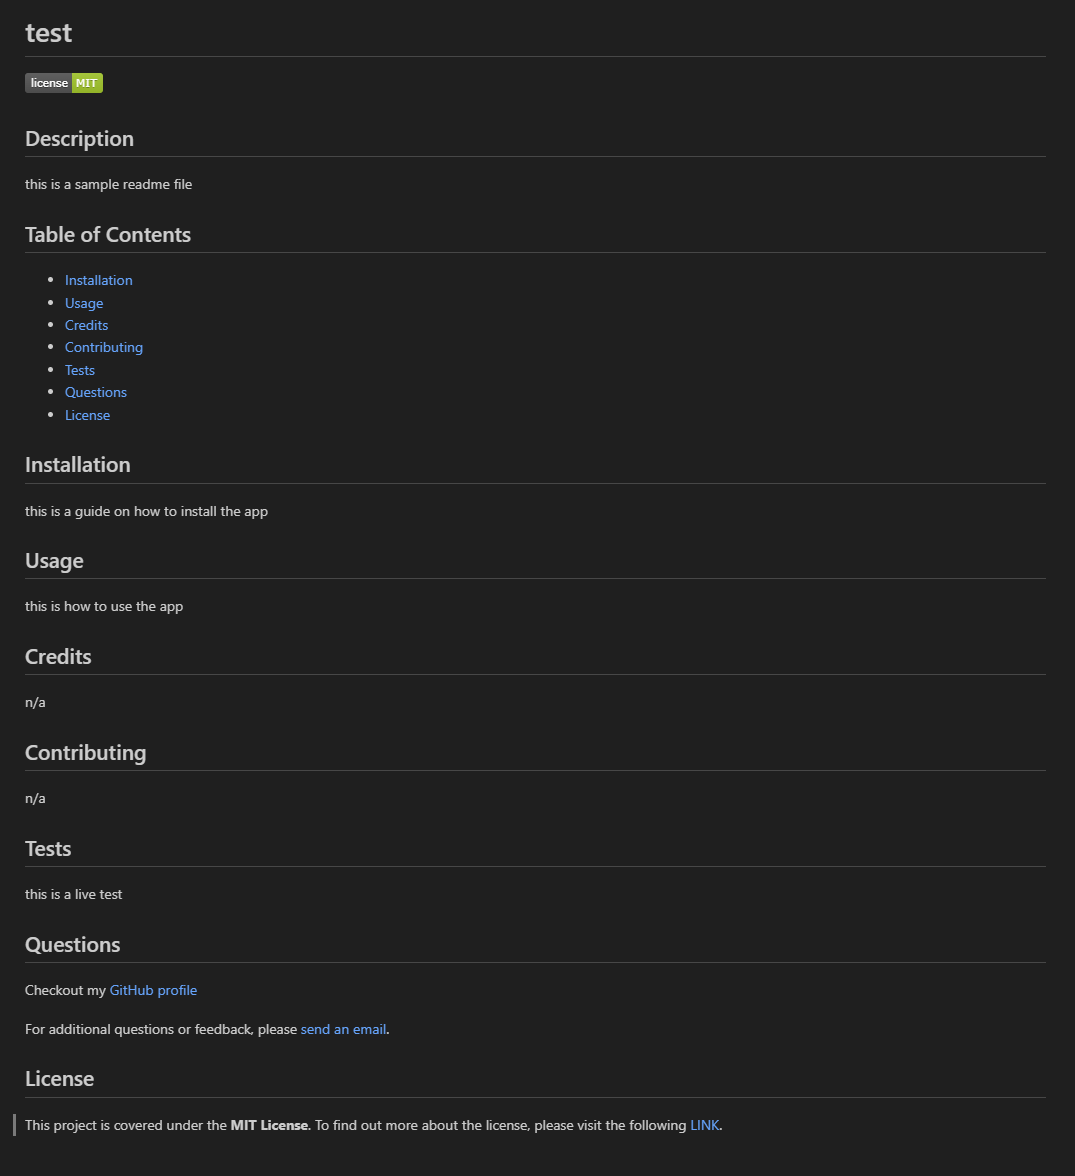 test
license MIT
Description
this is a sample readme file
Table of Contents
Installation
Usage
Credits
Contributing
Tests
Questions
License
Installation
this is a guide on how to install the app
Usage
this is how to use the app
Credits
n/a
Contributing
n/a
Tests
this is a live test
Questions
Checkout my GitHub profile
For additional questions or feedback, please send an email.
License
This project is covered under the MIT License. To find out more about the license, please visit the following LINK.